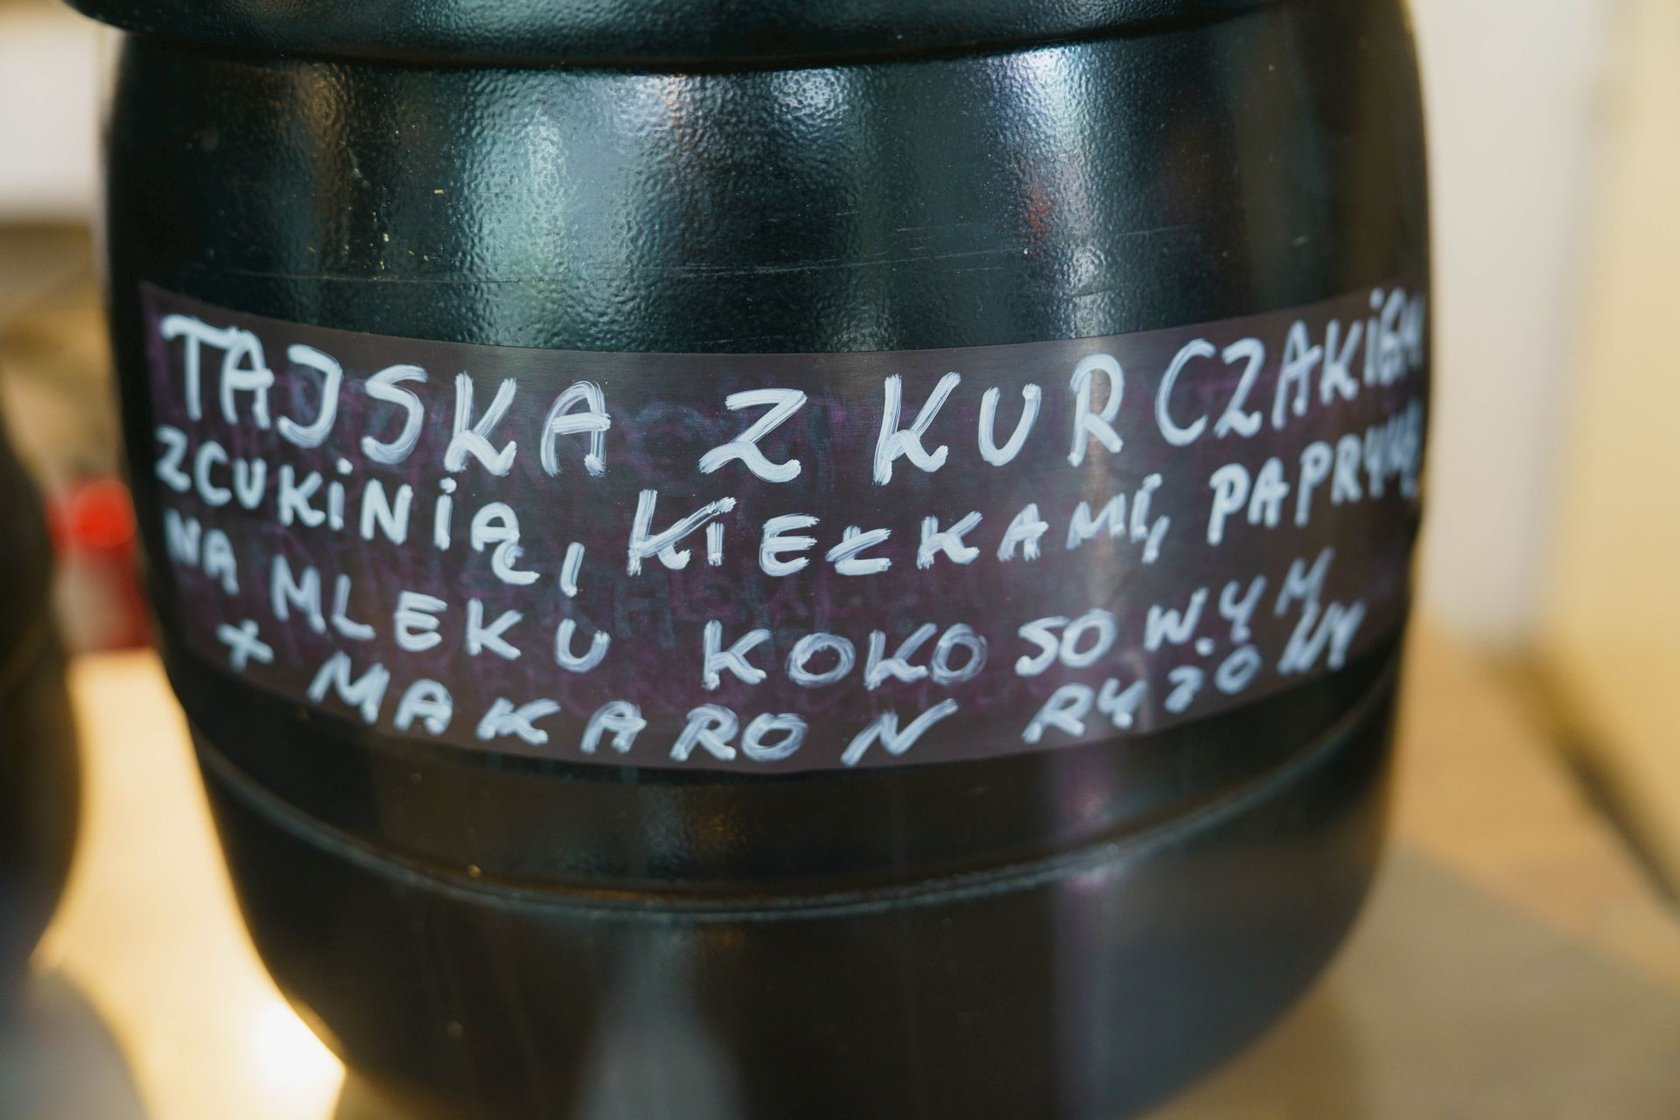 TAJSKA Z KURCZAKIEM
Z CUKINIĄ, KIEŁKAMI, PAPRYKĄ
NA MLEKU KOKOSOWYM
+ MAKARON RYŻOWY